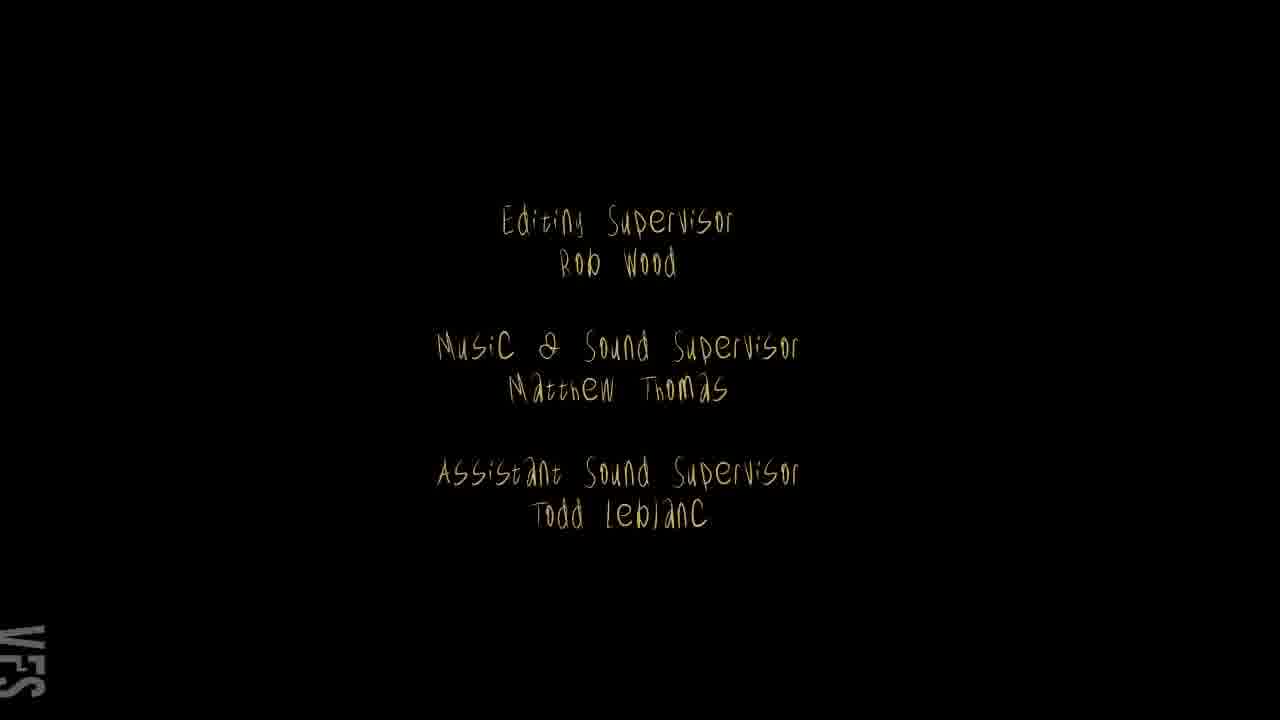 Editing Supervisor
Rob Wood
Music & Sound Supervisor
Matthew Thomas
Assistant Sound Supervisor
Todd Leblanc
VFS